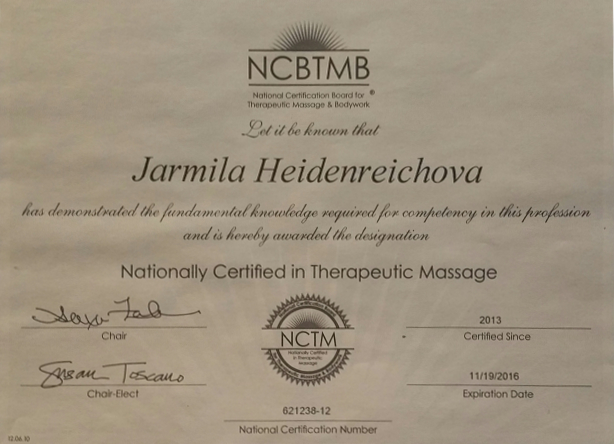 NCBTMB
National Certification Board for
Therapeutic Massage & Bodywork ®
Let it be known that
Jarmila Heidenreichova
has demonstrated the fundamental knowledge required for competency in this profession
and is hereby awarded the designation
Nationally Certified in Therapeutic Massage
Chair
Susan Toscano
Chair-Elect
NCTM
Nationally Certified
in Therapeutic
Massage
2013
Certified Since
11/19/2016
Expiration Date
621238-12
National Certification Number
12.06.10